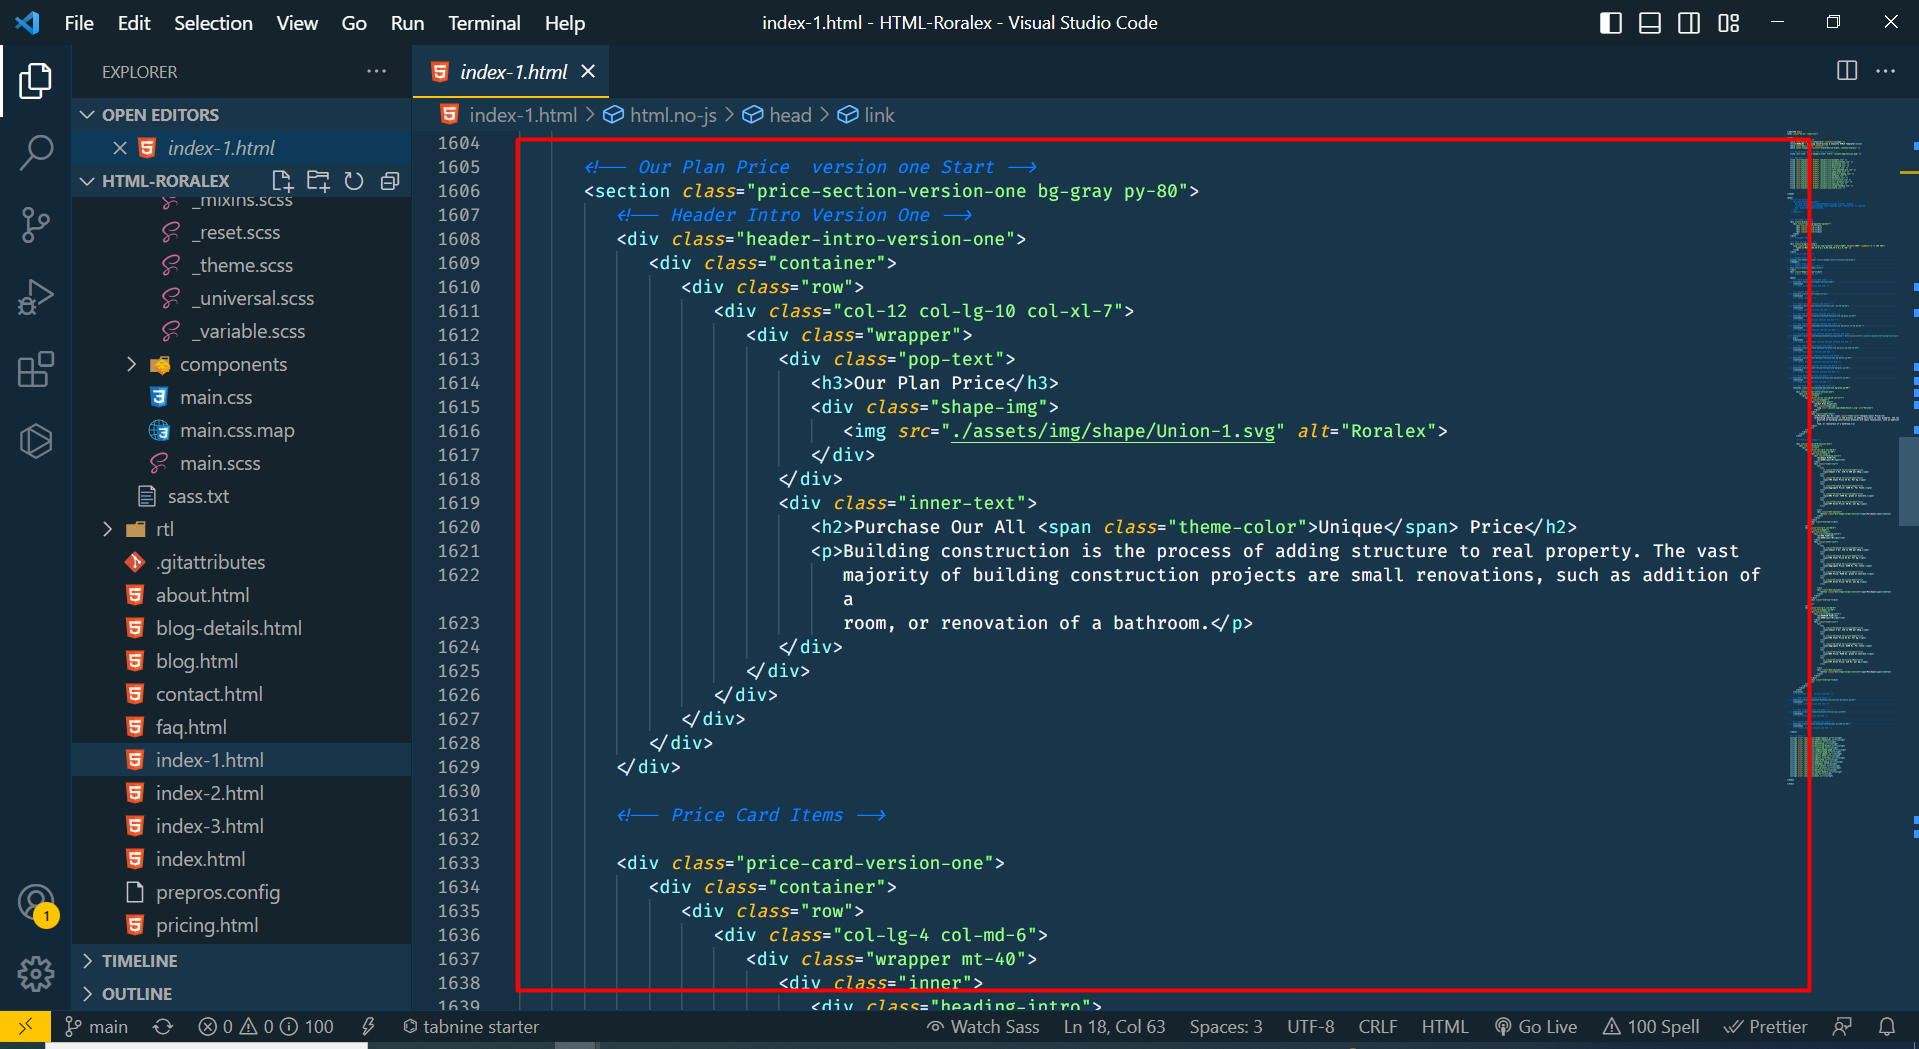 File Edit Selection View Go Run Terminal Help
index-1.html - HTML-Roralex - Visual Studio Code
EXPLORER
OPEN EDITORS
index-1.html
HTML-RORALEX
_mixins.scss
_reset.scss
_theme.scss
_universal.scss
_variable.scss
components
main.css
main.css.map
main.scss
sass.txt
rtl
.gitattributes
about.html
blog-details.html
blog.html
contact.html
faq.html
index-1.html
index-2.html
index-3.html
index.html
prepros.config
pricing.html
TIMELINE
OUTLINE
1
index-1.html
index-1.html > html.no-js > head > link
1604
1605 <!-- Our Plan Price  version one Start -->
1606 <section class="price-section-version-one bg-gray py-80">
1607 <!-- Header Intro Version One -->
1608 <div class="header-intro-version-one">
1609 <div class="container">
1610 <div class="row">
1611 <div class="col-12 col-lg-10 col-xl-7">
1612 <div class="wrapper">
1613 <div class="pop-text">
1614 <h3>Our Plan Price</h3>
1615 <div class="shape-img">
1616 <img src="./assets/img/shape/Union-1.svg" alt="Roralex">
1617 </div>
1618 </div>
1619 <div class="inner-text">
1620 <h2>Purchase Our All <span class="theme-color">Unique</span> Price</h2>
1621 <p>Building construction is the process of adding structure to real property. The vast
1622 majority of building construction projects are small renovations, such as addition of
a
1623 room, or renovation of a bathroom.</p>
1624 </div>
1625 </div>
1626 </div>
1627 </div>
1628 </div>
1629 </div>
1630
1631 <!-- Price Card Items -->
1632
1633 <div class="price-card-version-one">
1634 <div class="container">
1635 <div class="row">
1636 <div class="col-lg-4 col-md-6">
1637 <div class="wrapper mt-40">
1638 <div class="inner">
1639 <div class="heading-intro">
main 0 0 100 tabnine starter Watch Sass Ln 18, Col 63 Spaces: 3 UTF-8 CRLF HTML Go Live 100 Spell Prettier